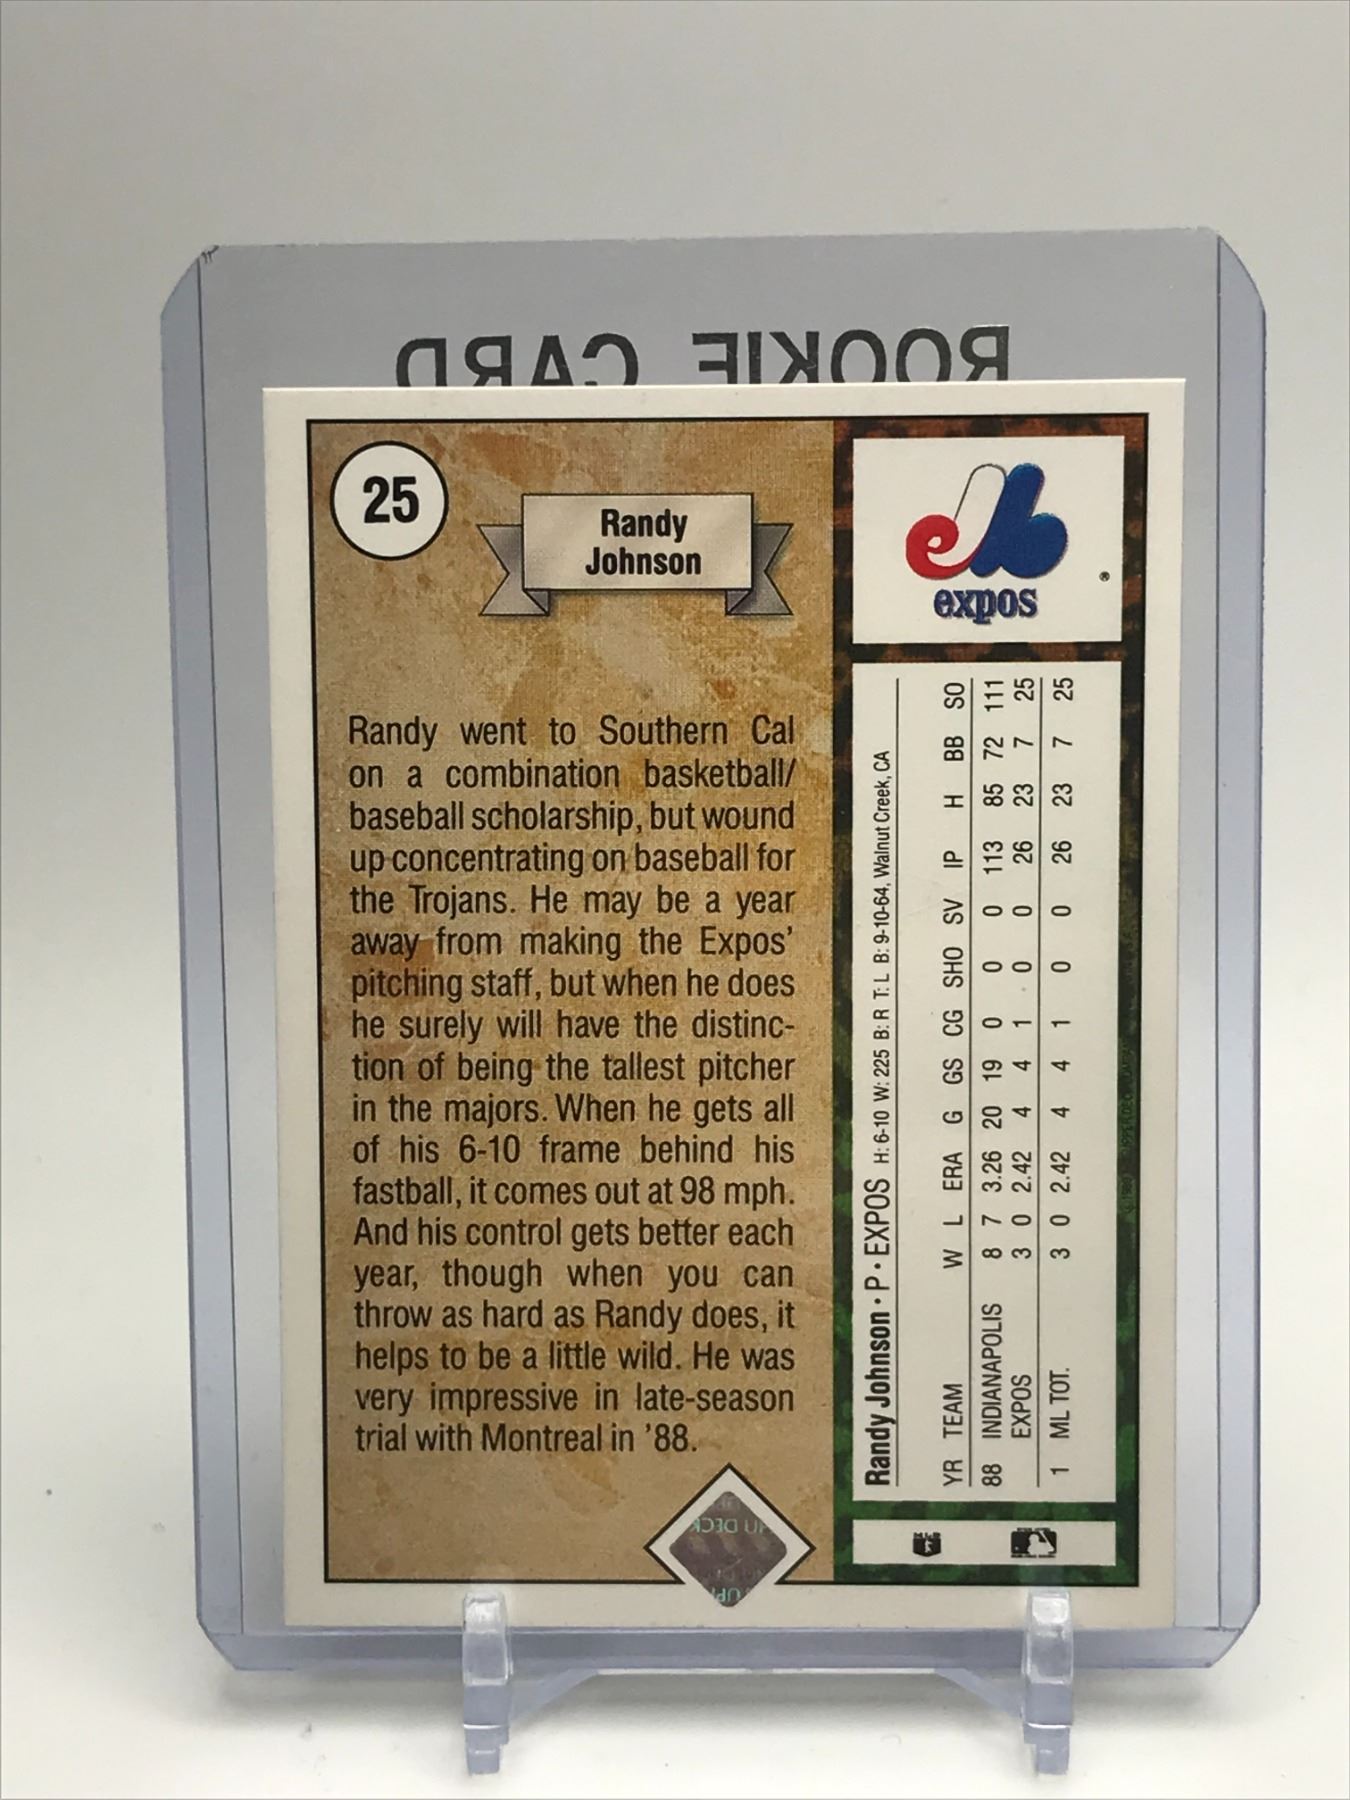 ROOKIE CARD
25
Randy
Johnson
Randy went to Southern Cal
on a combination basketball/
baseball scholarship, but wound
up concentrating on baseball for
the Trojans. He may be a year
away from making the Expos'
pitching staff, but when he does
he surely will have the distinc-
tion of being the tallest pitcher
in the majors. When he gets all
of his 6-10 frame behind his
fastball, it comes out at 98 mph.
And his control gets better each
year, though when you can
throw as hard as Randy does, it
helps to be a little wild. He was
very impressive in late-season
trial with Montreal in '88.
expos
®
Randy Johnson • P • EXPOS H: 6-10 W: 225 B: R T: L B: 9-10-64, Walnut Creek, CA
YR TEAM W L ERA G GS CG SHO SV IP H BB SO
88 INDIANAPOLIS 8 7 3.26 20 19 0 0 0 113 85 72 111
EXPOS 3 0 2.42 4 4 1 0 0 26 23 7 25
1 ML TOT. 3 0 2.42 4 4 1 0 0 26 23 7 25